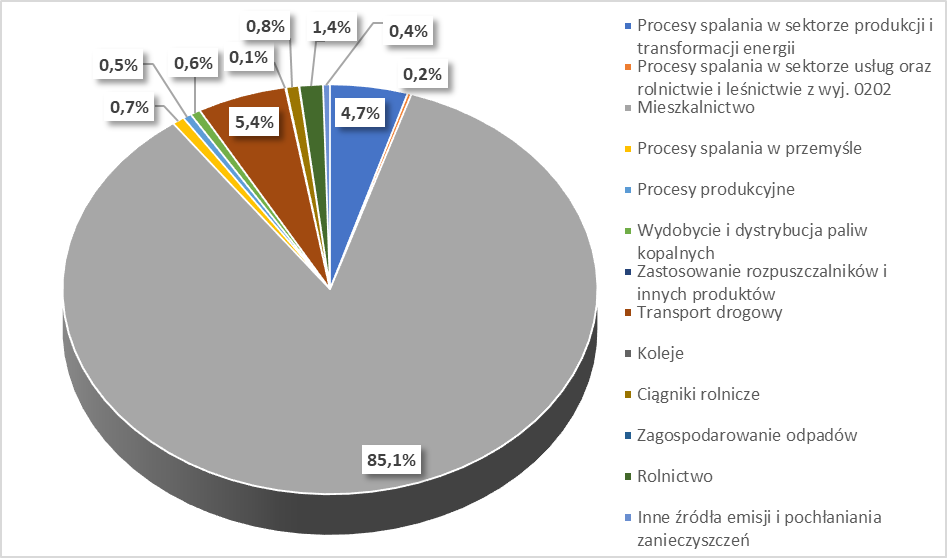 0,8%
1,4%
0,4%
0,5%
0,6%
0,1%
0,2%
0,7%
5,4%
4,7%
85,1%
Procesy spalania w sektorze produkcji i
transformacji energii
Procesy spalania w sektorze usług oraz
rolnictwie i leśnictwie z wyj. 0202
Mieszkalnictwo
Procesy spalania w przemyśle
Procesy produkcyjne
Wydobycie i dystrybucja paliw
kopalnych
Zastosowanie rozpuszczalników i
innych produktów
Transport drogowy
Koleje
Ciągniki rolnicze
Zagospodarowanie odpadów
Rolnictwo
Inne źródła emisji i pochłaniania
zanieczyszczeń